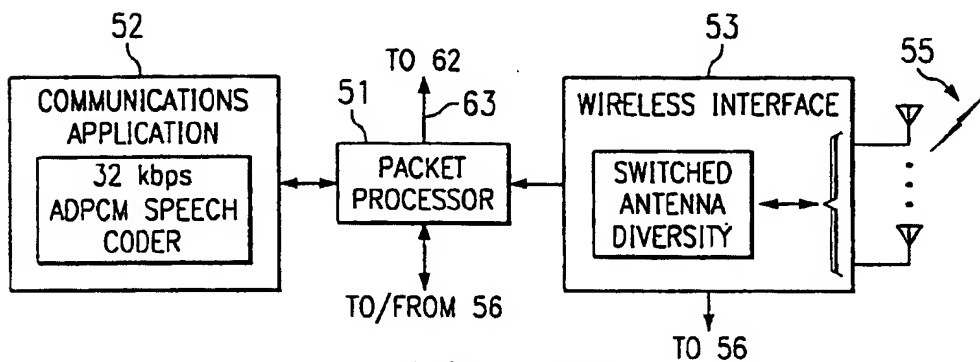 52
COMMUNICATIONS
APPLICATION
32 kbps
ADPCM SPEECH
CODER
TO 62
51
63
PACKET
PROCESSOR
TO/FROM 56
53
WIRELESS INTERFACE
SWITCHED
ANTENNA
DIVERSITY
TO 56
55